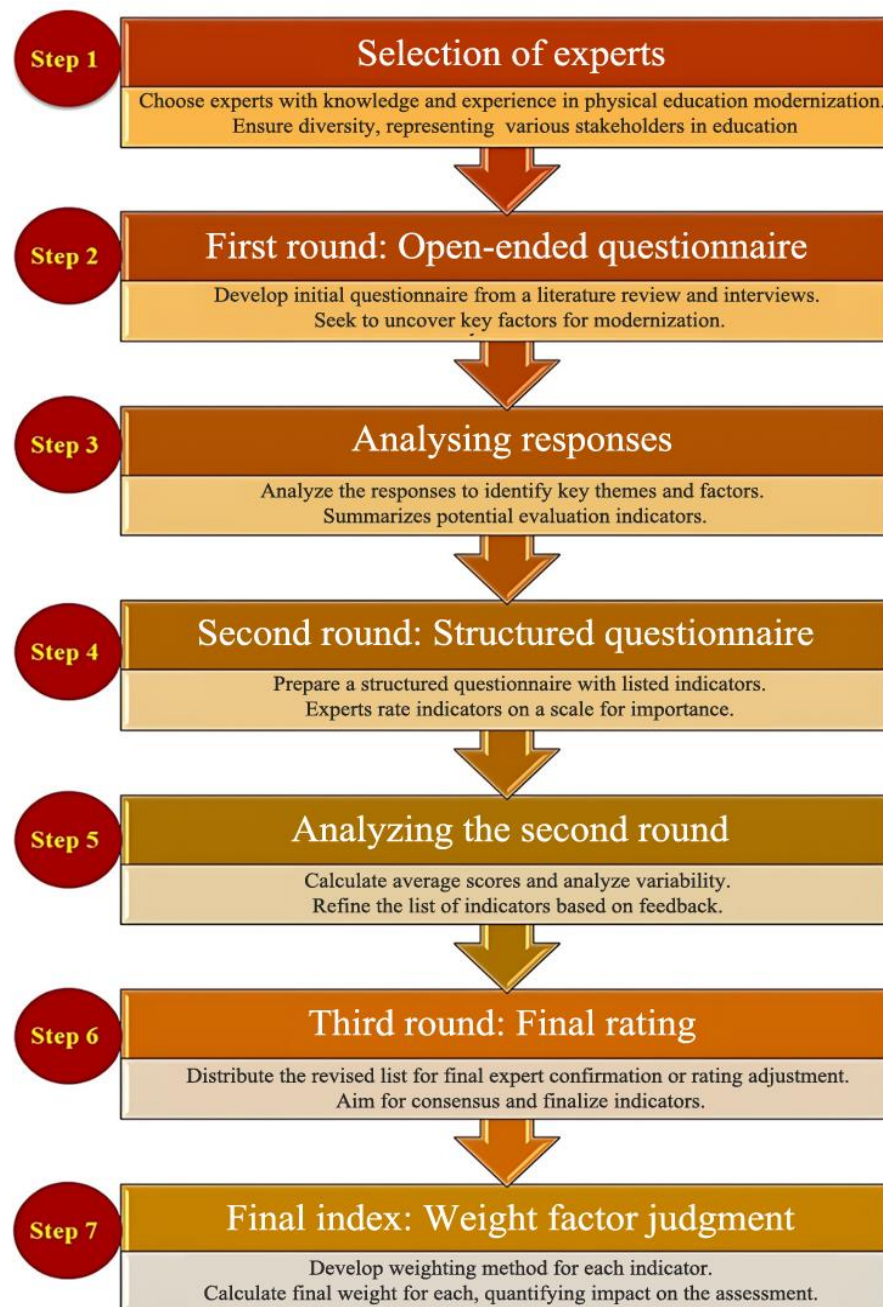 Step 1
Selection of experts
Choose experts with knowledge and experience in physical education modernization.
Ensure diversity, representing various stakeholders in education
Step 2
First round: Open-ended questionnaire
Develop initial questionnaire from a literature review and interviews.
Seek to uncover key factors for modernization.
Step 3
Analysing responses
Analyze the responses to identify key themes and factors.
Summarizes potential evaluation indicators.
Step 4
Second round: Structured questionnaire
Prepare a structured questionnaire with listed indicators.
Experts rate indicators on a scale for importance.
Step 5
Analyzing the second round
Calculate average scores and analyze variability.
Refine the list of indicators based on feedback.
Step 6
Third round: Final rating
Distribute the revised list for final expert confirmation or rating adjustment.
Aim for consensus and finalize indicators.
Step 7
Final index: Weight factor judgment
Develop weighting method for each indicator.
Calculate final weight for each, quantifying impact on the assessment.